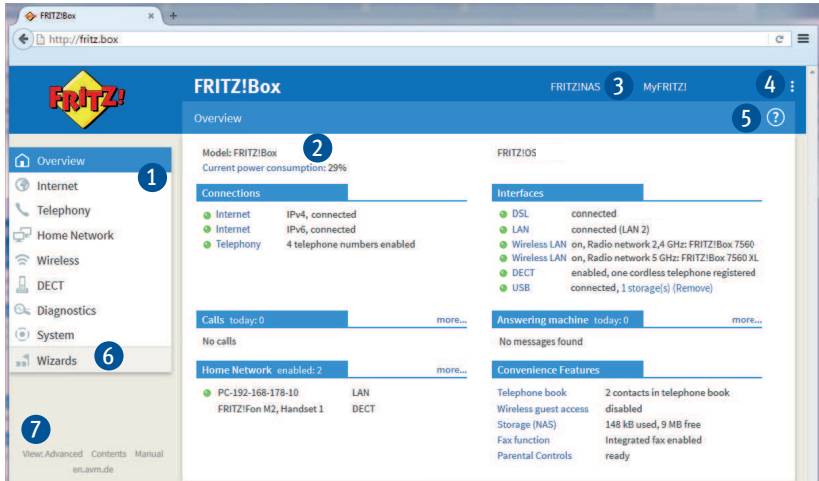 FRITZ!Box
http://fritz.box
FRITZ!
FRITZ!Box
FRITZ!NAS 3 MyFRITZ! 4
Overview 5 ?
Overview
1
Internet
Telephony
Home Network
Wireless
DECT
Diagnostics
System
Wizards 6
7
View: Advanced Contents Manual
en.avm.de
Model: FRITZ!Box 2 FRITZ!OS
Current power consumption: 29%
Connections
Internet IPv4, connected
Internet IPv6, connected
Telephony 4 telephone numbers enabled
Interfaces
DSL connected
LAN connected (LAN 2)
Wireless LAN on, Radio network 2,4 GHz: FRITZ!Box 7560
Wireless LAN on, Radio network 5 GHz: FRITZ!Box 7560 XL
DECT enabled, one cordless telephone registered
USB connected, 1 storage(s) (Remove)
Calls today: 0 more...
No calls
Answering machine today: 0 more...
No messages found
Home Network enabled: 2 more...
PC-192-168-178-10 LAN
FRITZ!Fon M2, Handset 1 DECT
Convenience Features
Telephone book 2 contacts in telephone book
Wireless guest access disabled
Storage (NAS) 148 kB used, 9 MB free
Fax function Integrated fax enabled
Parental Controls ready